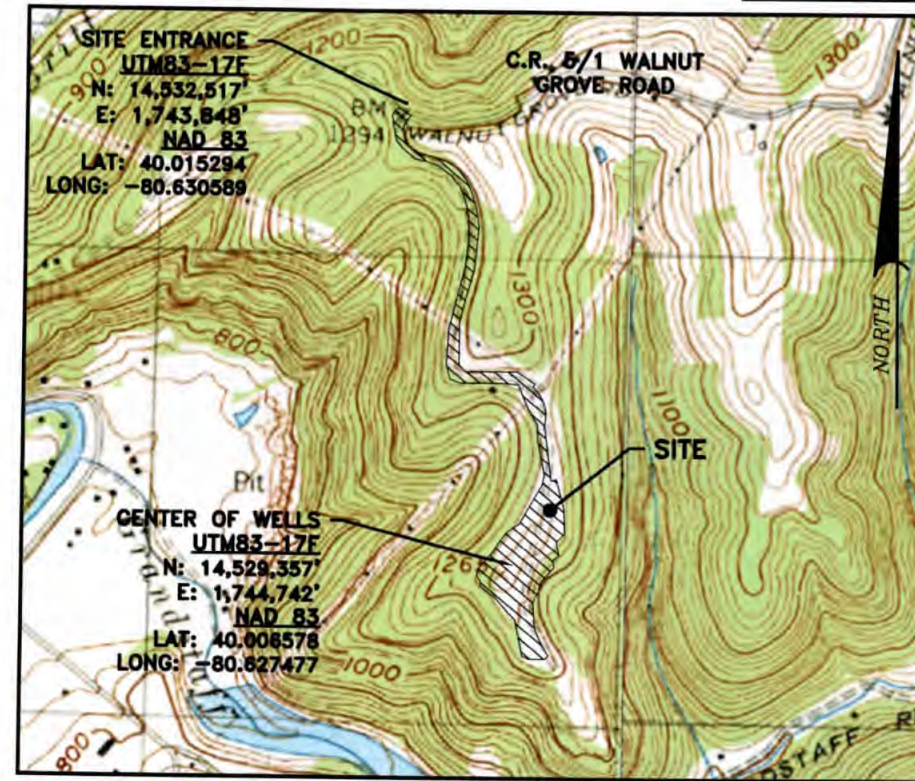 SITE ENTRANCE
UTM83-17F
N: 14,532,517'
E: 1,743,848'
NAD 83
LAT: 40.015294
LONG: -80.630589
C.R. 5/1 WALNUT
GROVE ROAD
1200
1300
900
BM
1394
WALNUT
NORTH
1300
800
1100
SITE
Pit
CENTER OF WELLS
UTM83-17F
N: 14,529,357'
E: 1,744,742'
NAD 83
LAT: 40.006578
LONG: -80.627477
1000
800